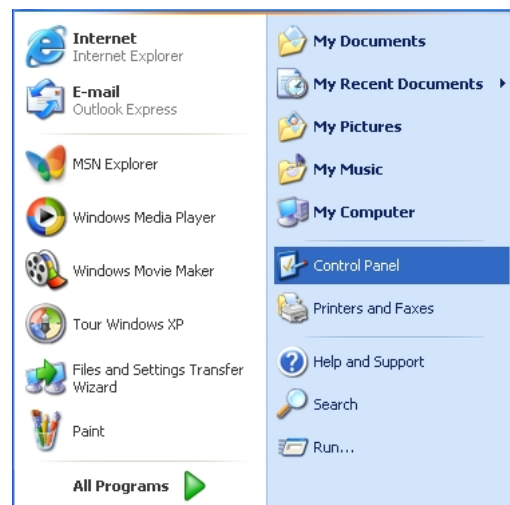 Internet
Internet Explorer
E-mail
Outlook Express
MSN Explorer
Windows Media Player
Windows Movie Maker
Tour Windows XP
Files and Settings Transfer
Wizard
Paint
All Programs
My Documents
My Recent Documents
My Pictures
My Music
My Computer
Control Panel
Printers and Faxes
Help and Support
Search
Run...